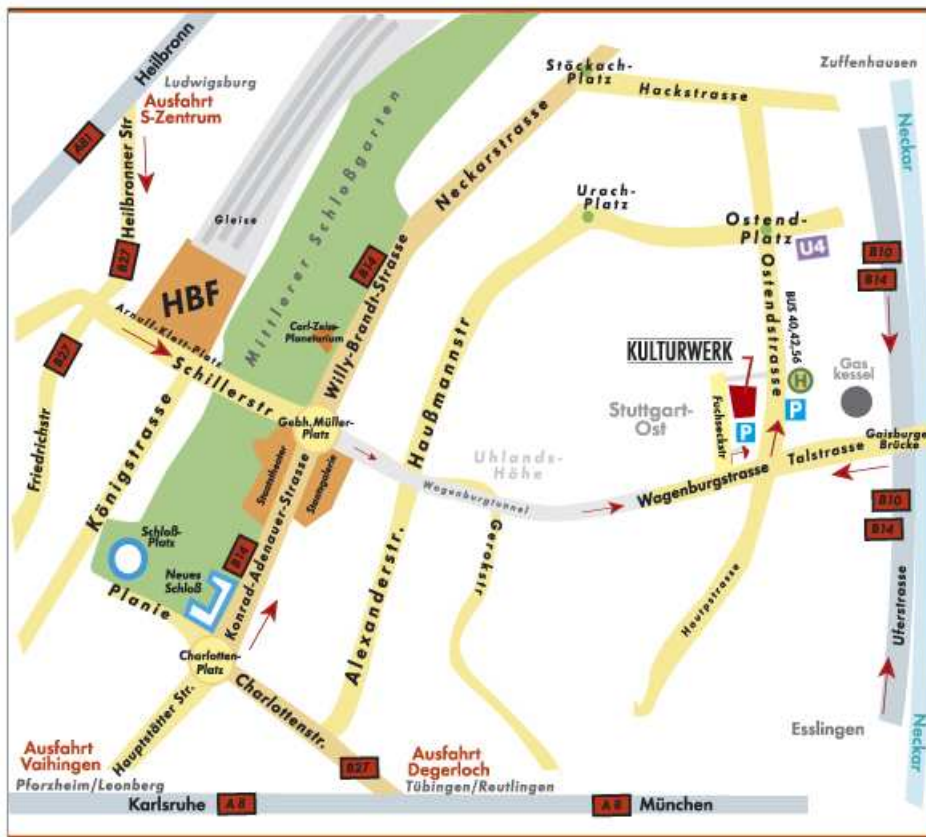 Heilbronn
Ludwigsburg
Ausfahrt
S-Zentrum
A81
Heilbronner Str
B27
Gleise
HBF
Mittlerer Schloßgarten
Stöckach-
Platz
Hackstrasse
Zuffenhausen
Neckar
Neckarstrasse
Urach-
Platz
Ostend-
Platz
U4
B10
B14
B14
B27
Arnulf-Klett-Platz
Schillerstr
Carl-Zeiss-
Planetarium
Willy-Brandt-Strasse
Haußmannstr
Ostendstrasse
BUS 40,42,56
H
P
KULTURWERK
P
Fuchseckstr
Stuttgart-
Ost
Gas
kessel
Friedrichstr
Königstrasse
Gebh.Müller-
Platz
Staatstheater
Staatsgalerie
Uhlands-
Höhe
Wagenburgtunnel
Wagenburgstrasse
Talstrasse
Gaisburger
Brücke
B10
B14
Schloß-
Platz
Neues
Schloß
B14
Konrad-Adenauer-Strasse
Planie
Alexanderstr.
Gerokstr
Hautpstrasse
Uferstrasse
Charlotten-
Platz
Hauptstätter Str.
Charlottenstr.
B27
Esslingen
Neckar
Ausfahrt
Vaihingen
Pforzheim/Leonberg
Ausfahrt
Degerloch
Tübingen/Reutlingen
Karlsruhe
A 8
A 8
München